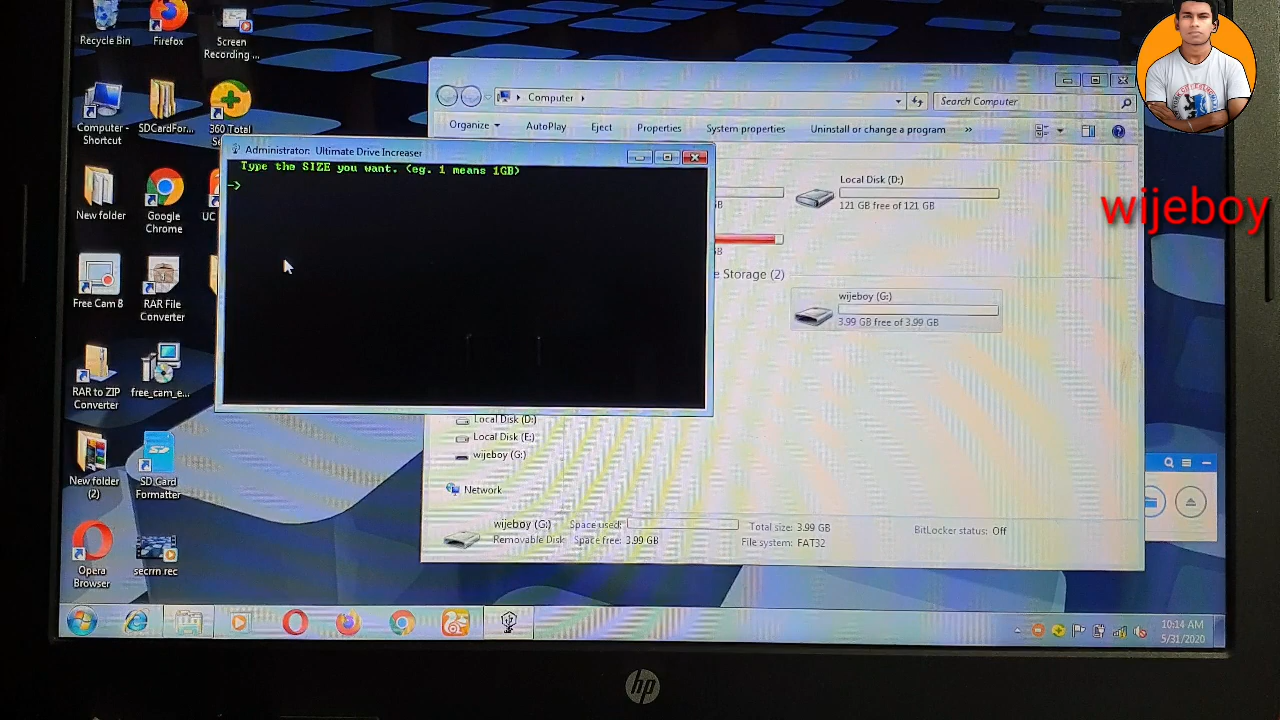 Recycle Bin
Firefox
Screen
Recording ...
Computer -
Shortcut
SDCardFor...
360 Total
New folder
Google
Chrome
UC
Free Cam 8
RAR File
Converter
RAR to ZIP
Converter
free_cam_e...
New folder
(2)
SD Card
Formatter
Opera
Browser
screen rec
Computer
Search Computer
Organize
AutoPlay
Eject
Properties
System properties
Uninstall or change a program
»
Administrator: Ultimate Drive Increaser
Type the SIZE you want. (eg. 1 means 1GB)
->
Local Disk (D:)
121 GB free of 121 GB
e Storage (2)
wijeboy (G:)
3.99 GB free of 3.99 GB
Local Disk (D:)
Local Disk (E:)
wijeboy (G:)
Network
wijeboy (G:)
Space used:
Total size: 3.99 GB
BitLocker status: Off
Removable Disk
Space free: 3.99 GB
File system: FAT32
10:14 AM
5/31/2020
hp
wijeboy